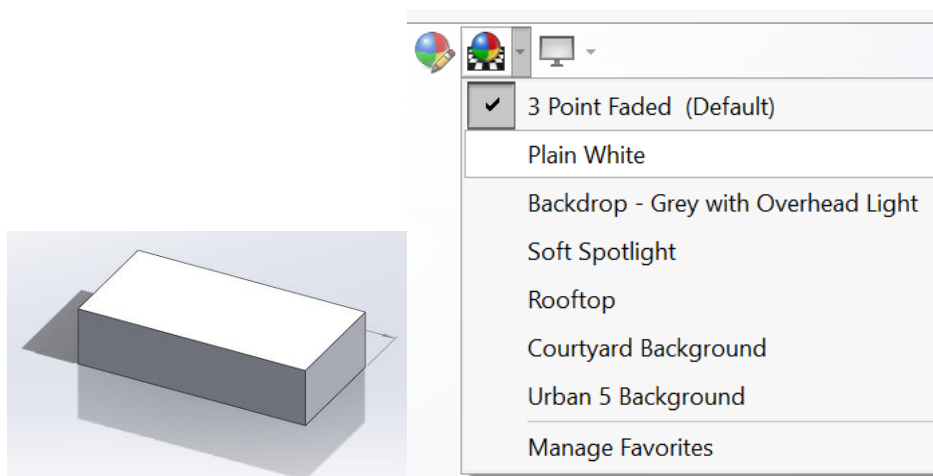 3 Point Faded  (Default)
Plain White
Backdrop - Grey with Overhead Light
Soft Spotlight
Rooftop
Courtyard Background
Urban 5 Background
Manage Favorites